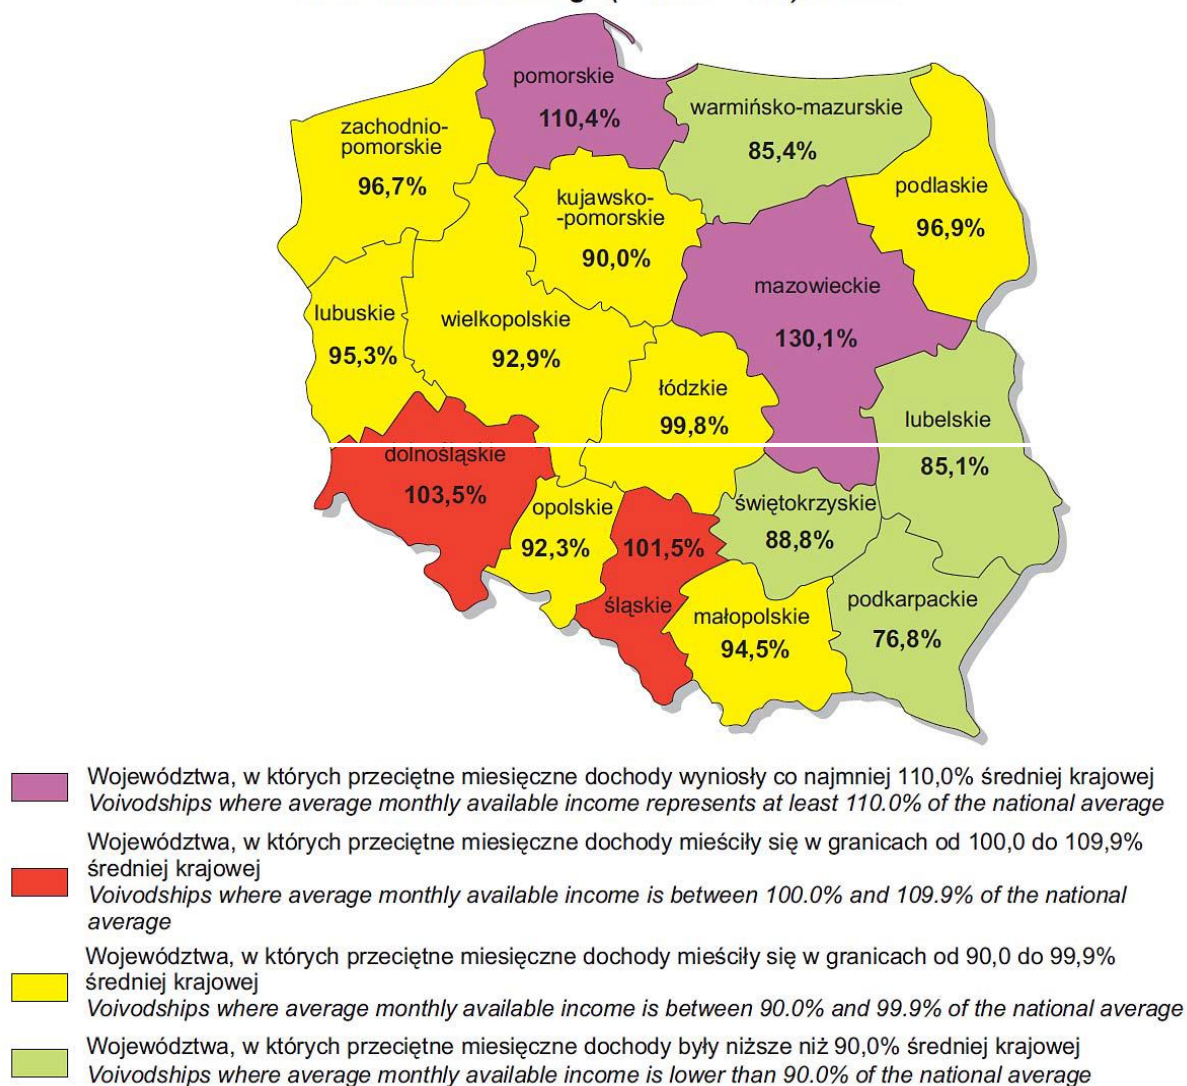 pomorskie
110,4%
warmińsko-mazurskie
85,4%
zachodnio-
pomorskie
96,7%
kujawsko-
-pomorskie
90,0%
podlaskie
96,9%
mazowieckie
130,1%
lubuskie
95,3%
wielkopolskie
92,9%
łódzkie
99,8%
lubelskie
85,1%
dolnośląskie
103,5%
opolskie
92,3%
101,5%
śląskie
świętokrzyskie
88,8%
małopolskie
94,5%
podkarpackie
76,8%
Województwa, w których przeciętne miesięczne dochody wyniosły co najmniej 110,0% średniej krajowej
Voivodships where average monthly available income represents at least 110.0% of the national average
Województwa, w których przeciętne miesięczne dochody mieściły się w granicach od 100,0 do 109,9%
średniej krajowej
Voivodships where average monthly available income is between 100.0% and 109.9% of the national
average
Województwa, w których przeciętne miesięczne dochody mieściły się w granicach od 90,0 do 99,9%
średniej krajowej
Voivodships where average monthly available income is between 90.0% and 99.9% of the national average
Województwa, w których przeciętne miesięczne dochody były niższe niż 90,0% średniej krajowej
Voivodships where average monthly available income is lower than 90.0% of the national average